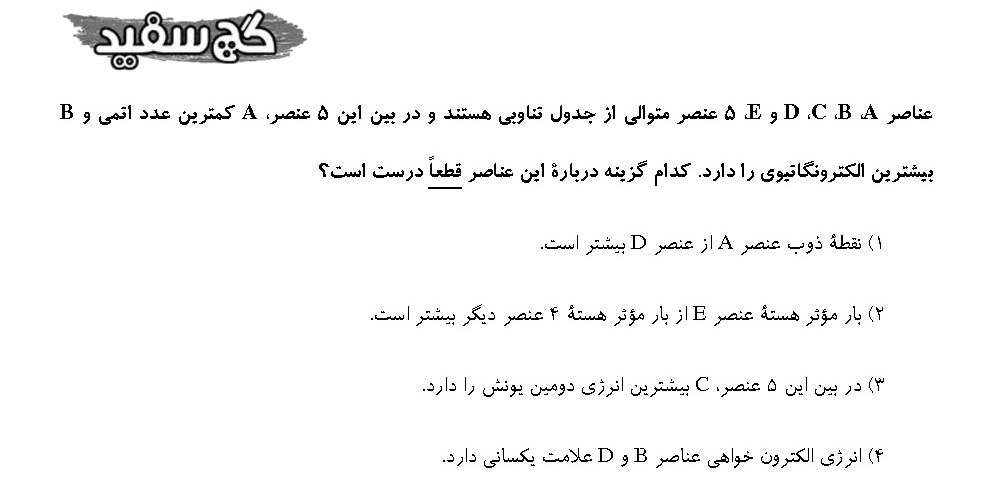 گچ سفید
عناصر A، B، C، D و E، ۵ عنصر متوالی از جدول تناوبی هستند و در بین این ۵ عنصر، A کمترین عدد اتمی و B
بیشترین الکترونگاتیوی را دارد. کدام گزینه دربارهٔ این عناصر قطعاً درست است؟
۱) نقطهٔ ذوب عنصر A از عنصر D بیشتر است.
۲) بار مؤثر هستهٔ عنصر E از بار مؤثر هستهٔ ۴ عنصر دیگر بیشتر است.
۳) در بین این ۵ عنصر، C بیشترین انرژی دومین یونش را دارد.
۴) انرژی الکترون خواهی عناصر B و D علامت یکسانی دارد.